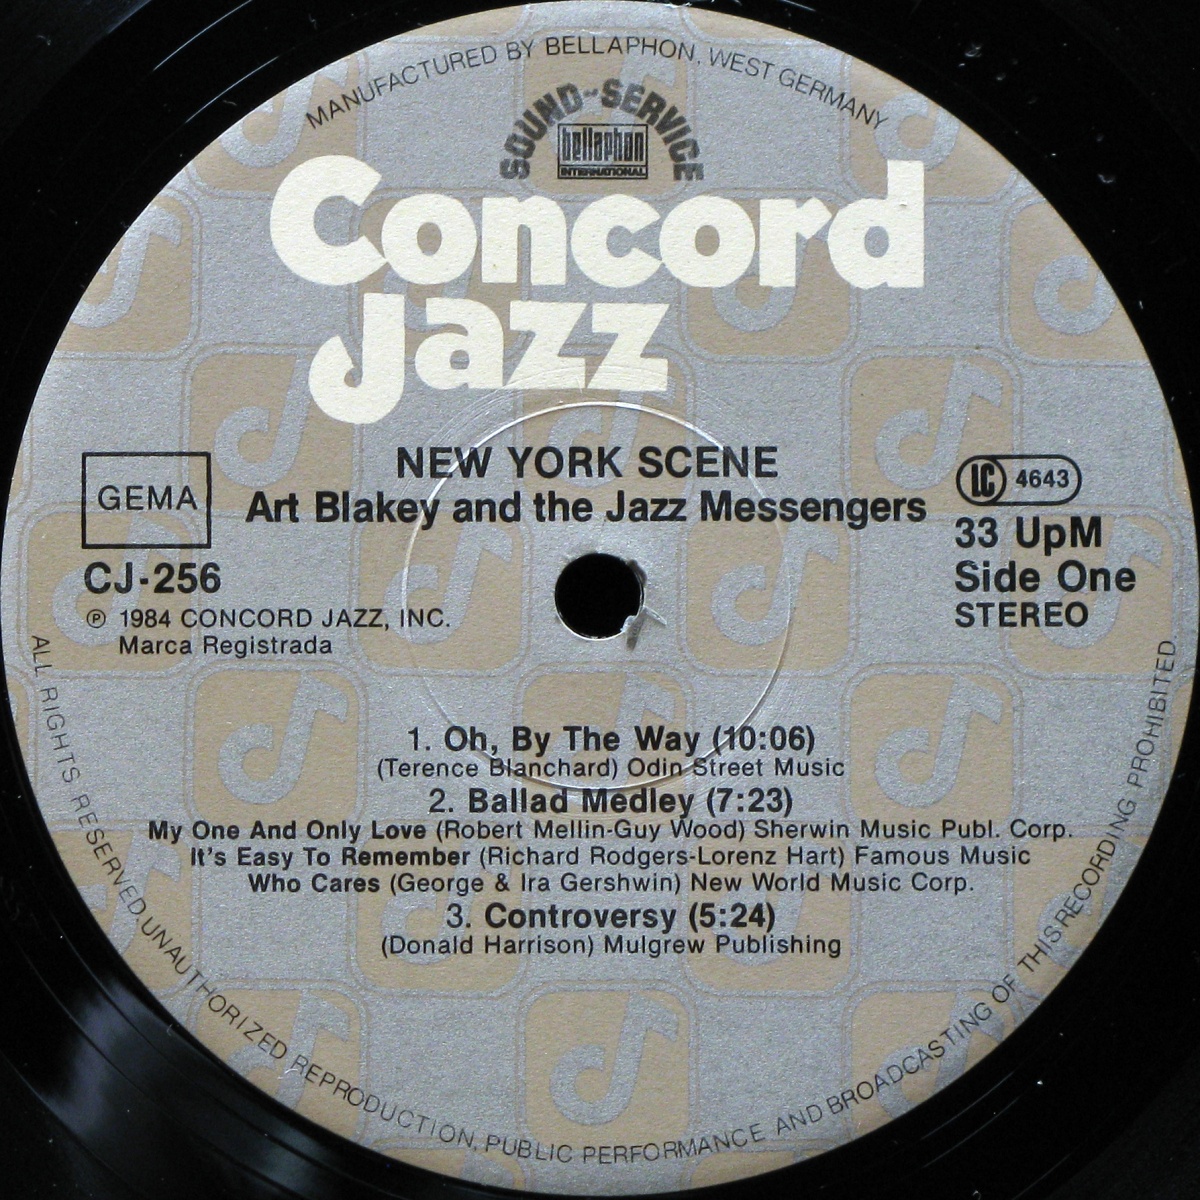 MANUFACTURED BY BELLAPHON, WEST GERMANY
SOUND-SERVICE
bellaphon
INTERNATIONAL
Concord
Jazz
NEW YORK SCENE
Art Blakey and the Jazz Messengers
GEMA
CJ-256
℗ 1984 CONCORD JAZZ, INC.
Marca Registrada
LC 4643
33 UpM
Side One
STEREO
1. Oh, By The Way (10:06)
(Terence Blanchard) Odin Street Music
2. Ballad Medley (7:23)
My One And Only Love (Robert Mellin-Guy Wood) Sherwin Music Publ. Corp.
It's Easy To Remember (Richard Rodgers-Lorenz Hart) Famous Music
Who Cares (George & Ira Gershwin) New World Music Corp.
3. Controversy (5:24)
(Donald Harrison) Mulgrew Publishing
ALL RIGHTS RESERVED. UNAUTHORIZED REPRODUCTION, PUBLIC PERFORMANCE AND BROADCASTING OF THIS RECORDING PROHIBITED